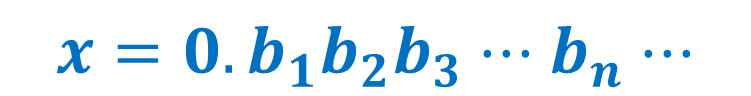 x = 0. b₁b₂b₃ ⋯ bₙ ⋯